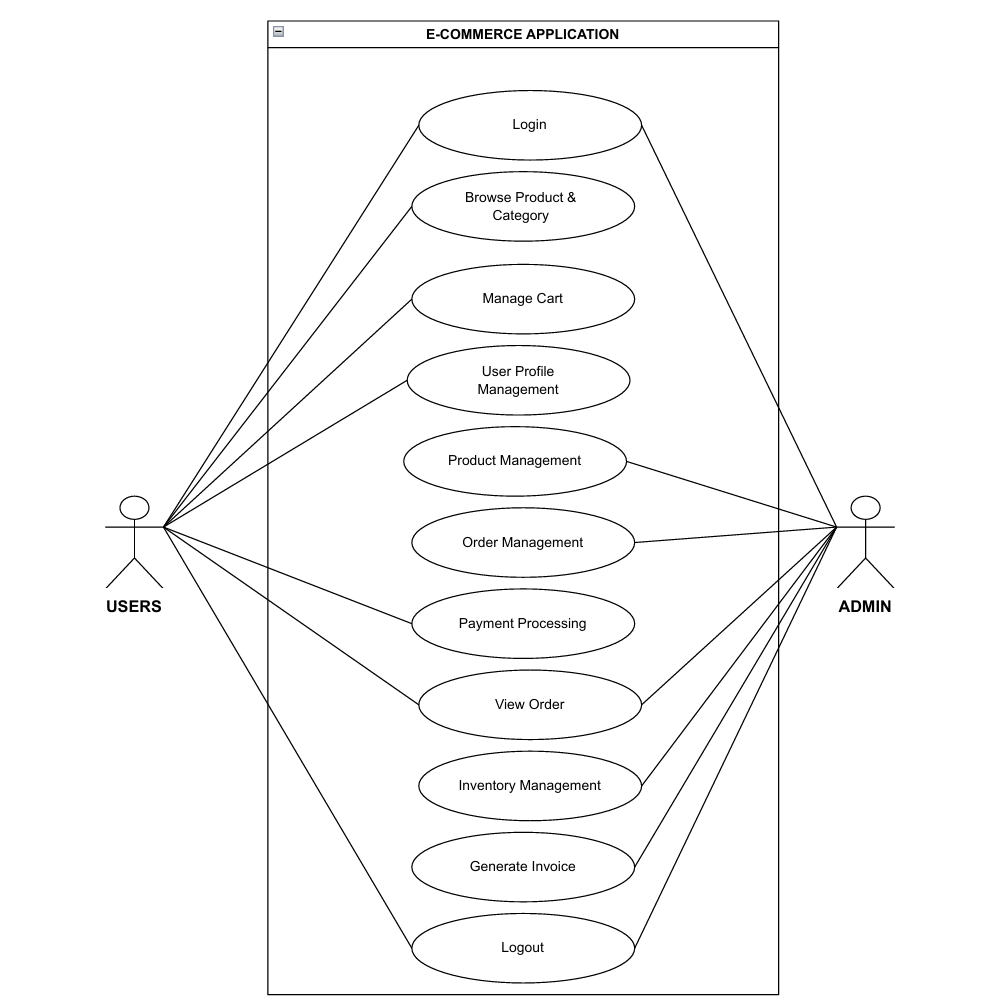 E-COMMERCE APPLICATION
Login
Browse Product &
Category
Manage Cart
User Profile
Management
Product Management
Order Management
USERS
ADMIN
Payment Processing
View Order
Inventory Management
Generate Invoice
Logout